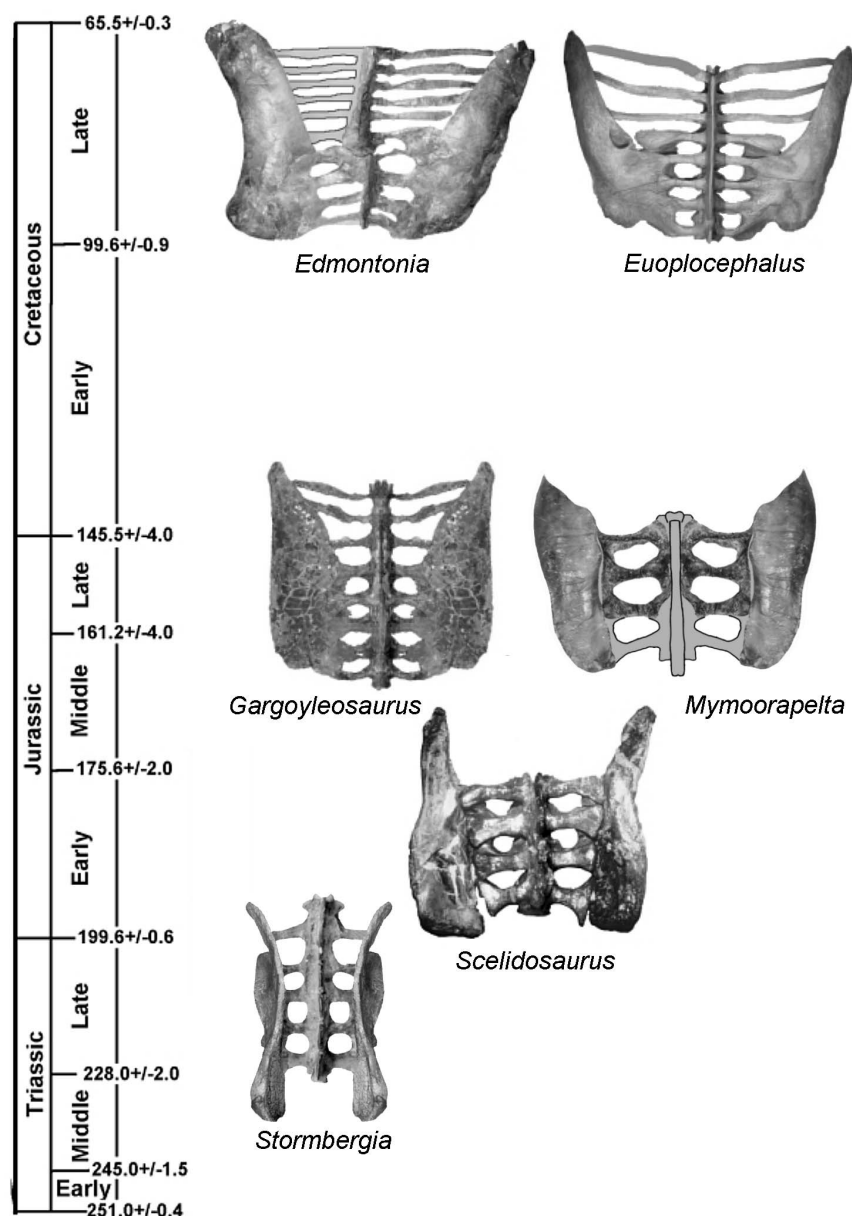 65.5+/-0.3
Late
99.6+/-0.9
Edmontonia
Euoplocephalus
Cretaceous
Early
145.5+/-4.0
Late
161.2+/-4.0
Gargoyleosaurus
Mymoorapelta
Jurassic
Middle
175.6+/-2.0
Early
199.6+/-0.6
Scelidosaurus
Late
228.0+/-2.0
Triassic
Middle
Stormbergia
245.0+/-1.5
Early
251.0+/-0.4